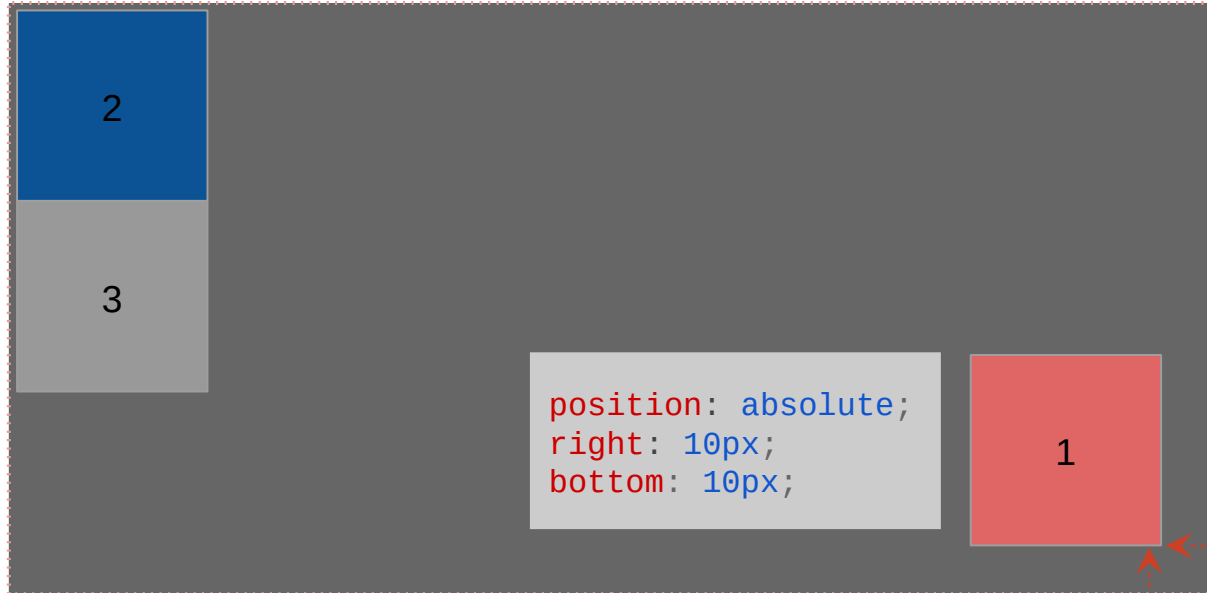 2
3
position: absolute;
right: 10px;
bottom: 10px;
1